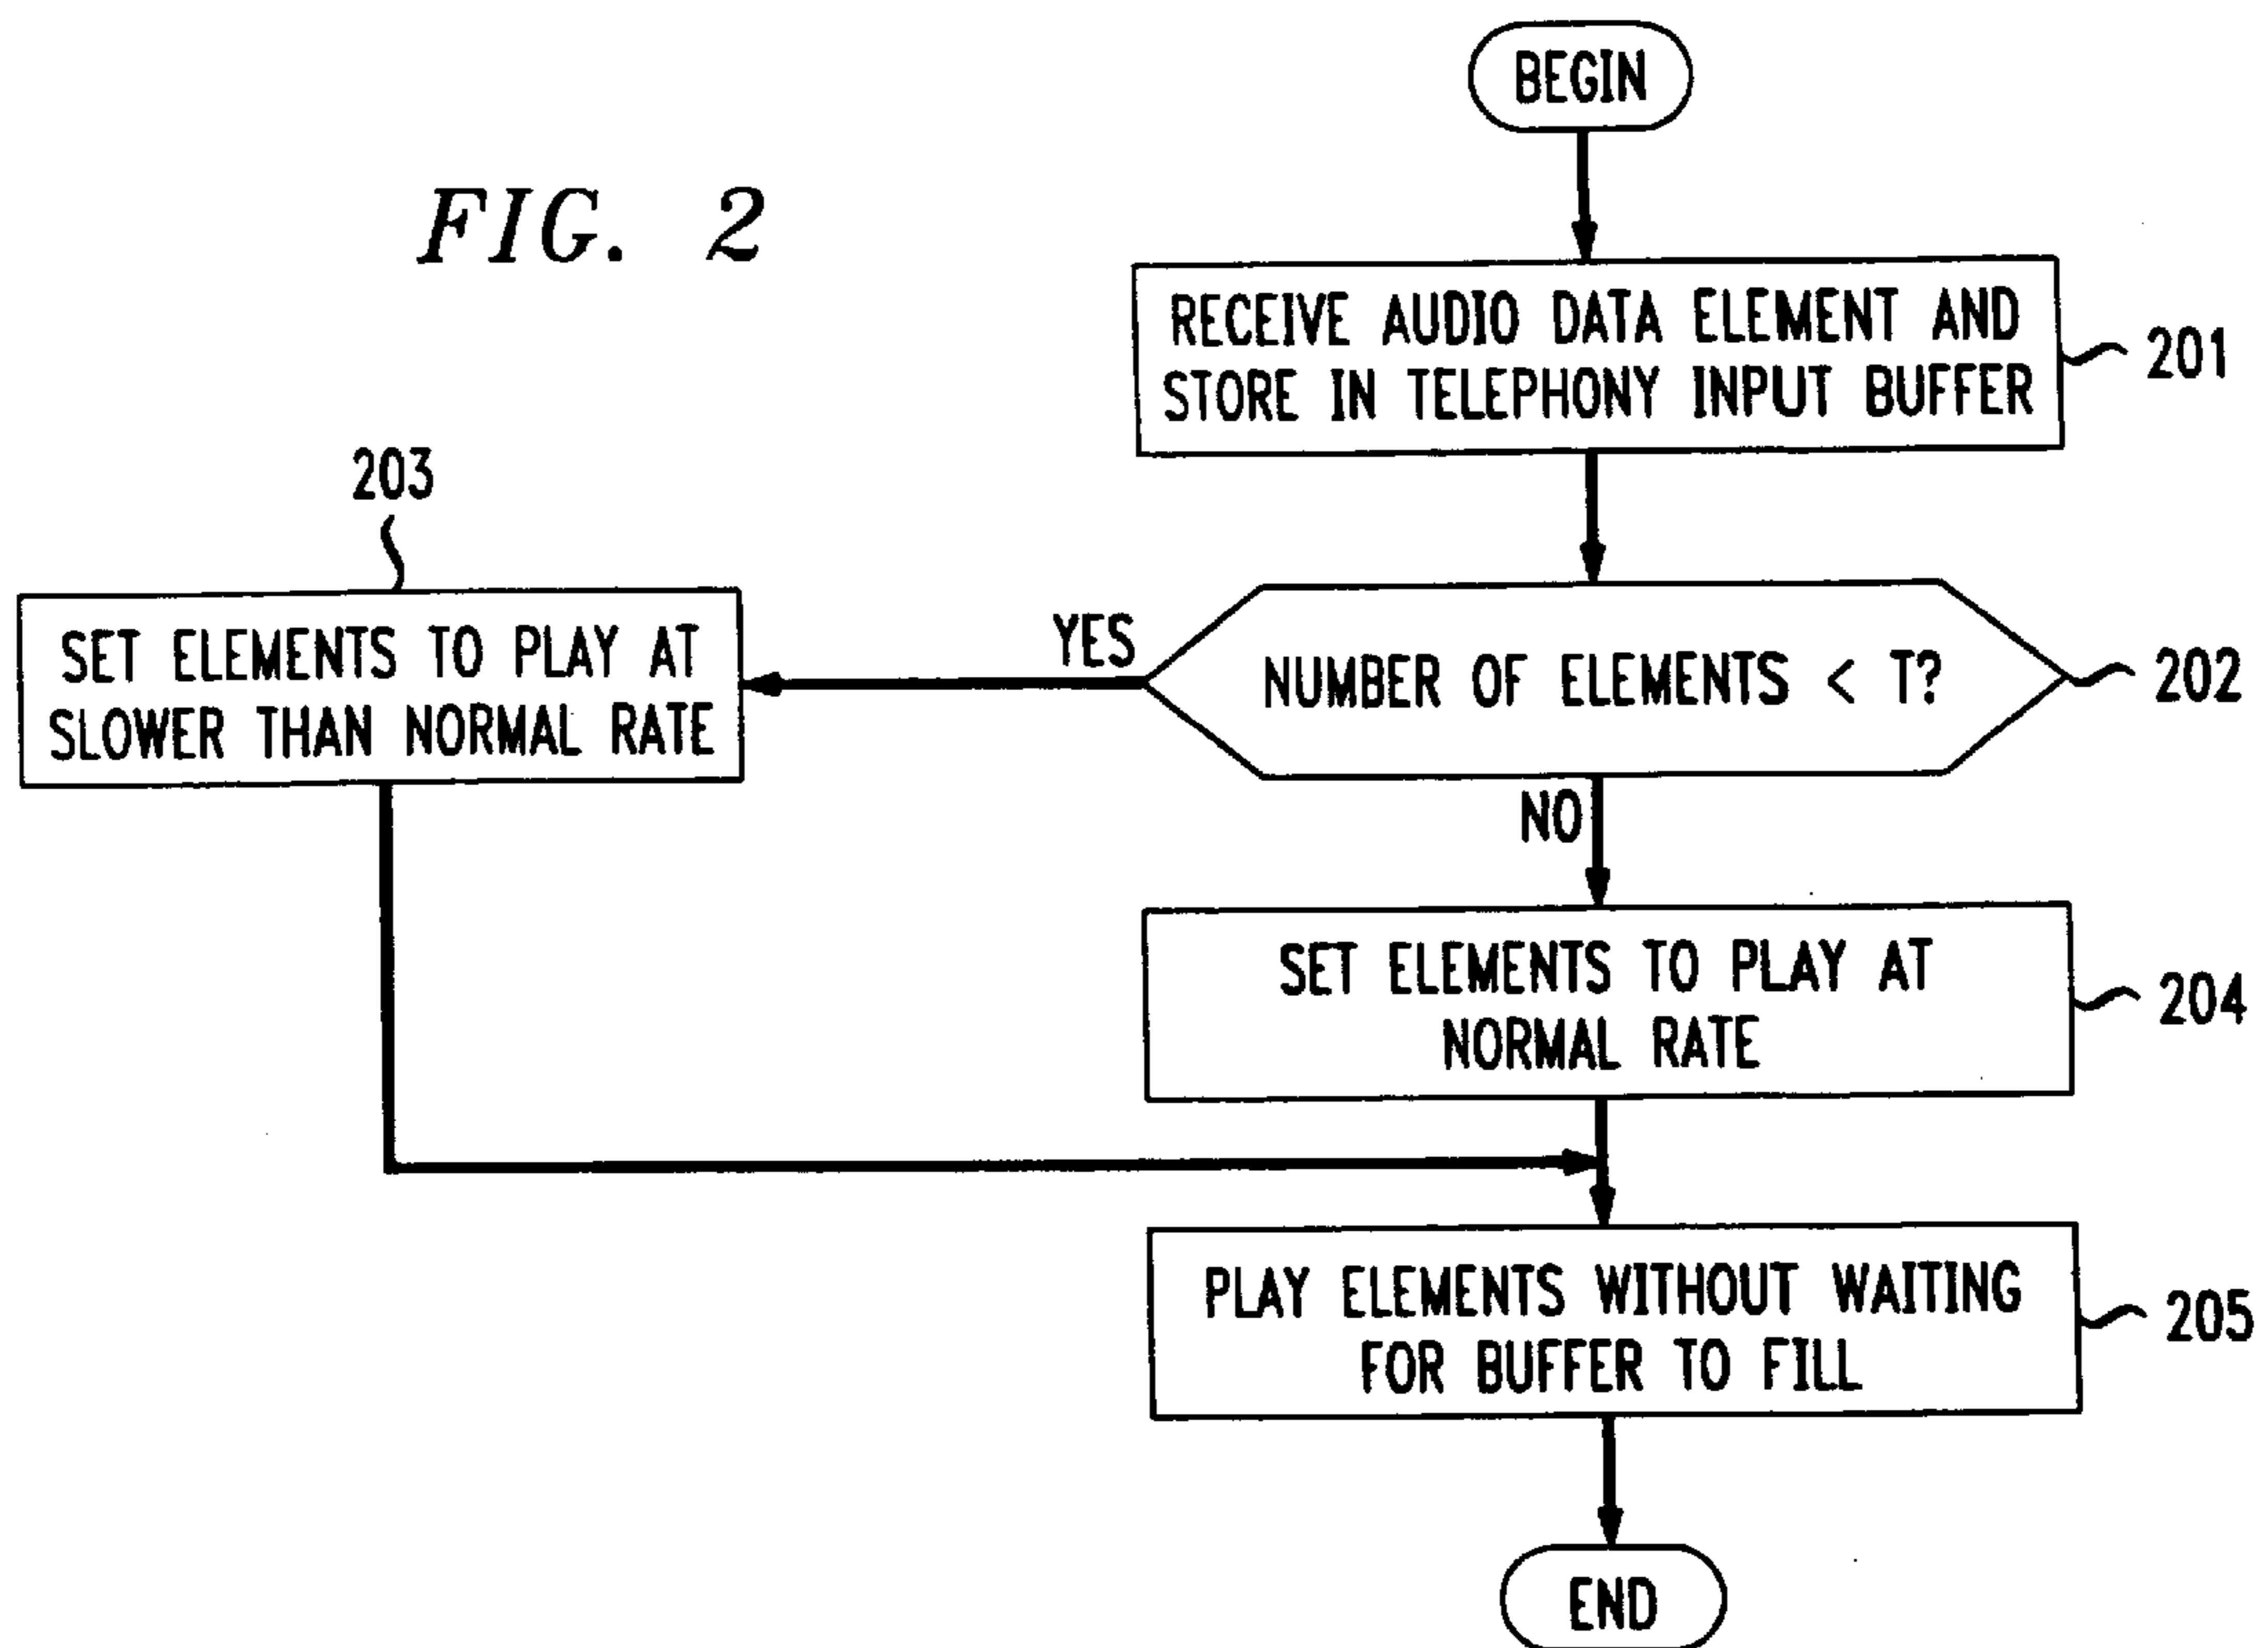 BEGIN
FIG. 2
RECEIVE AUDIO DATA ELEMENT AND
STORE IN TELEPHONY INPUT BUFFER
201
203
SET ELEMENTS TO PLAY AT
SLOWER THAN NORMAL RATE
YES
NUMBER OF ELEMENTS < T?
202
NO
SET ELEMENTS TO PLAY AT
NORMAL RATE
204
PLAY ELEMENTS WITHOUT WAITING
FOR BUFFER TO FILL
205
END